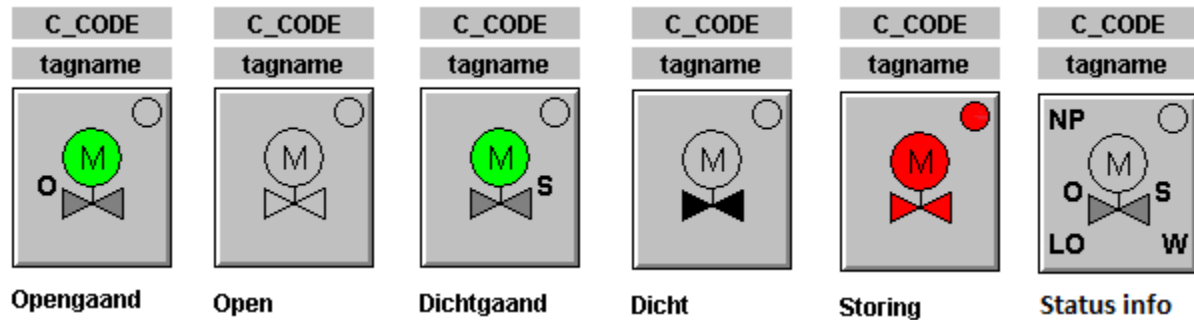 C_CODE C_CODE C_CODE C_CODE C_CODE C_CODE
tagname tagname tagname tagname tagname tagname
NP
M M M M M M
O S O S
LO W
Opengaand Open Dichtgaand Dicht Storing Status info